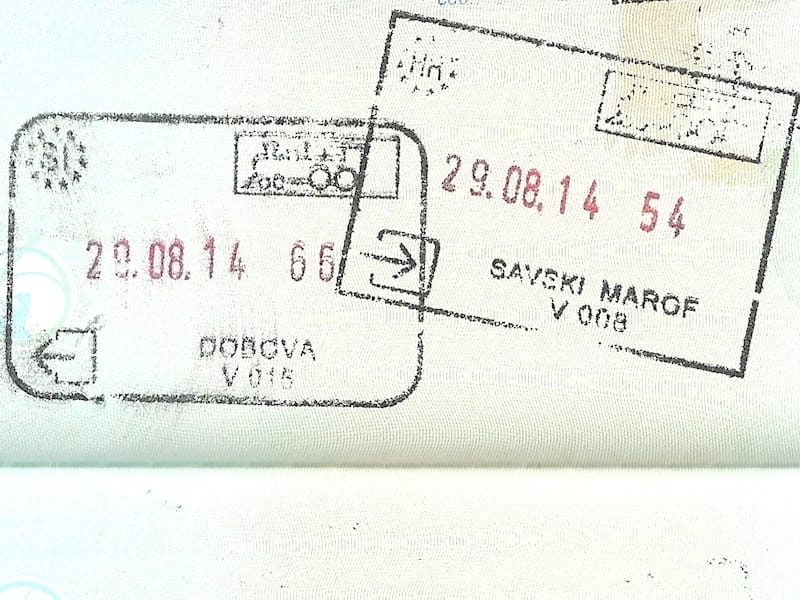 SI
29.08.14 66
DOBOVA
V 015
Hr
29.08.14 54
SAVSKI MAROF
V 008